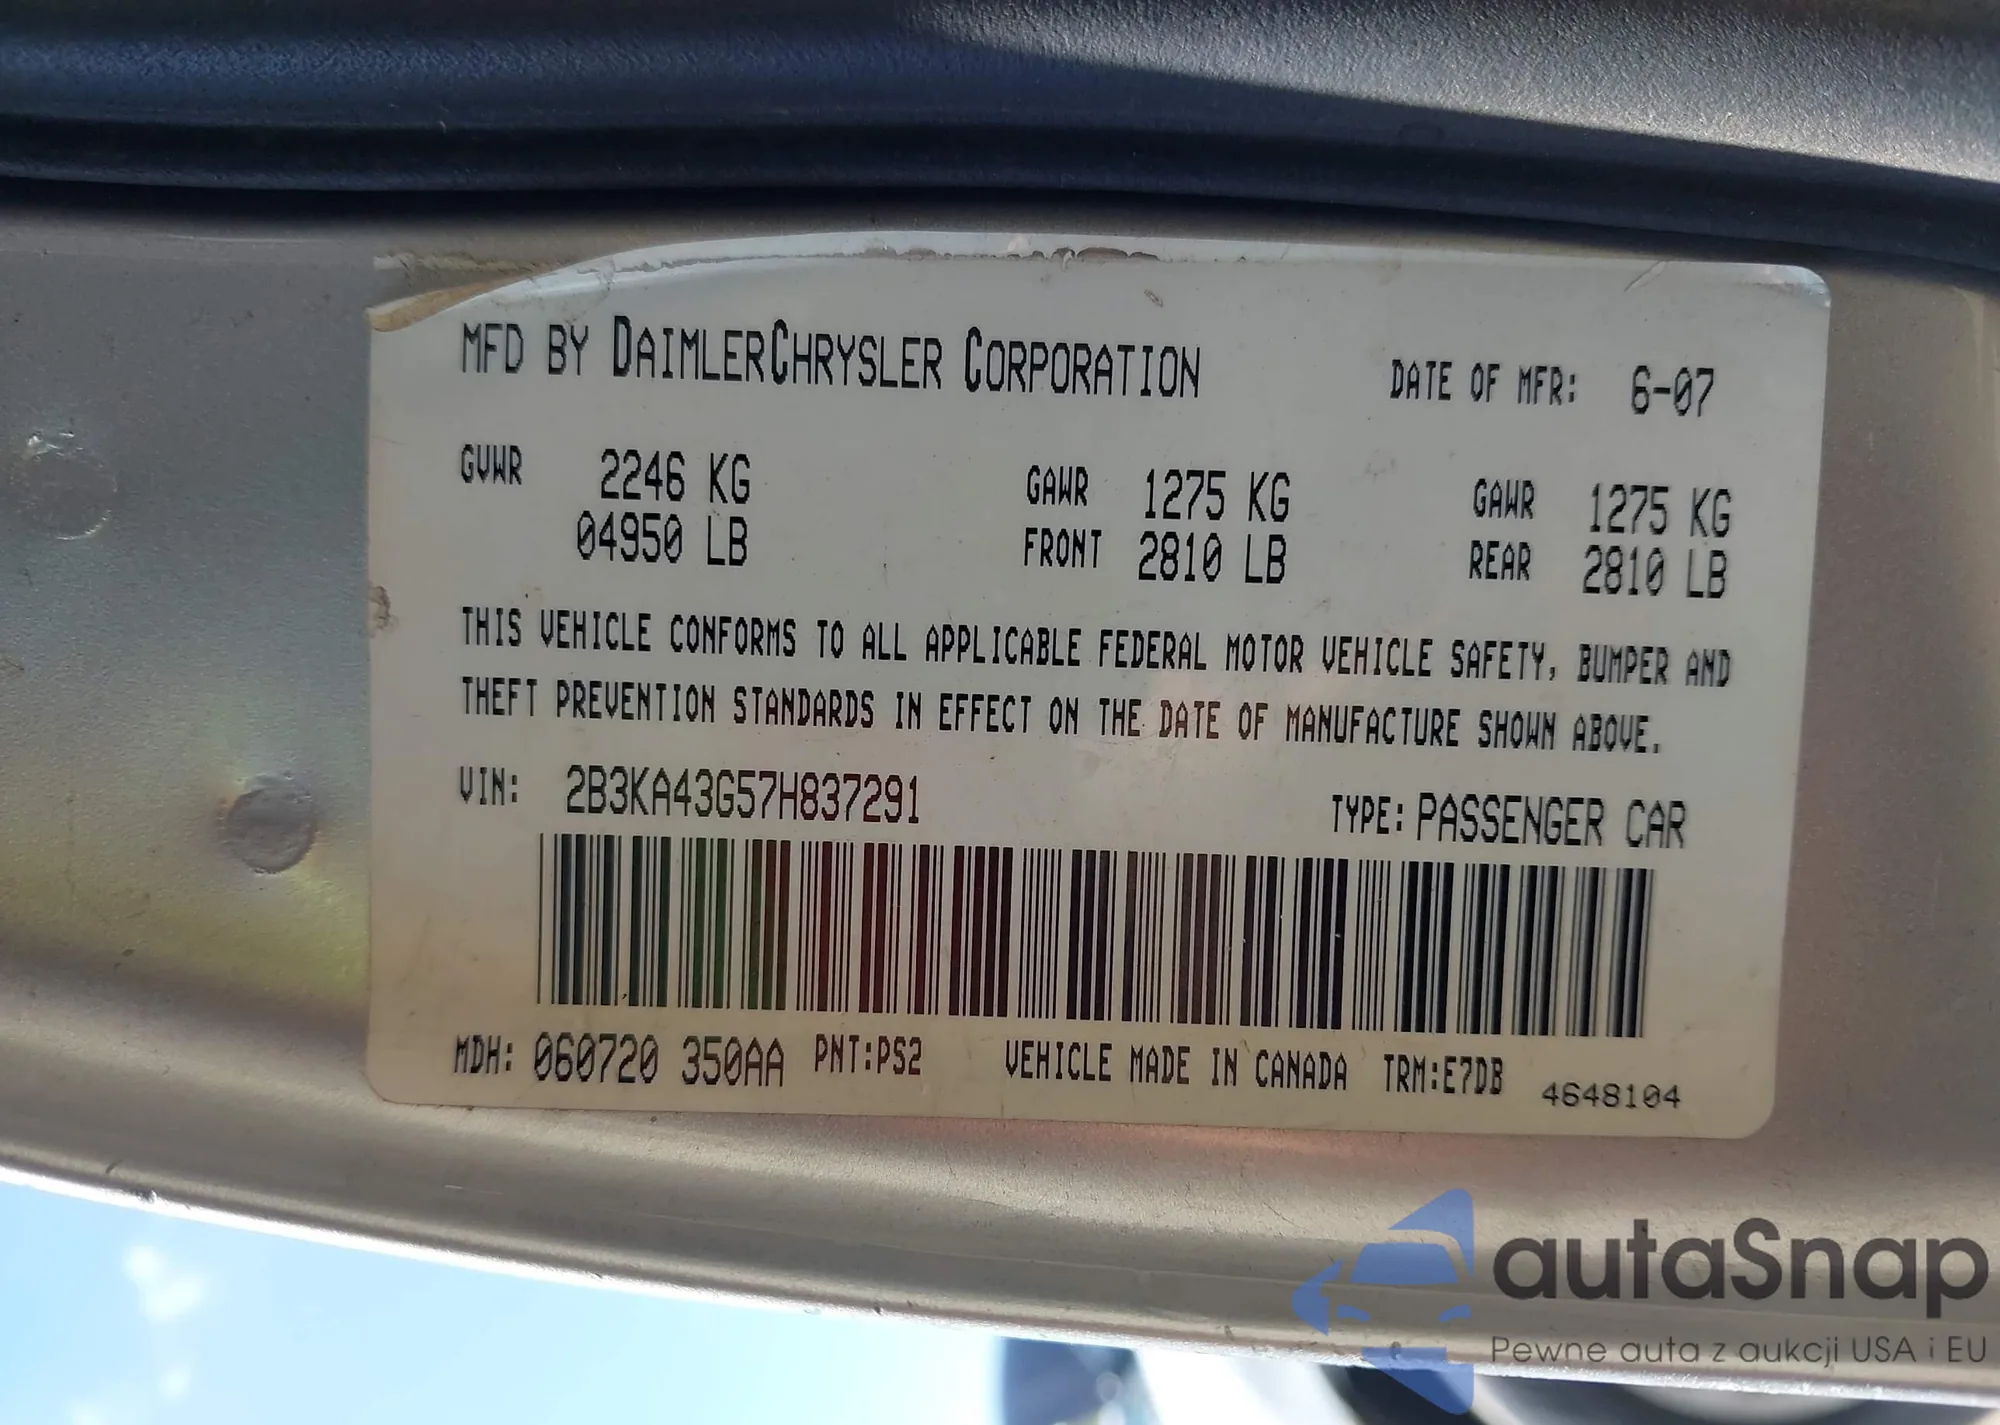 MFD BY DAIMLERCHRYSLER CORPORATION DATE OF MFR: 6-07
GVWR 2246 KG GAWR 1275 KG GAWR 1275 KG
04950 LB FRONT 2810 LB REAR 2810 LB
THIS VEHICLE CONFORMS TO ALL APPLICABLE FEDERAL MOTOR VEHICLE SAFETY, BUMPER AND
THEFT PREVENTION STANDARDS IN EFFECT ON THE DATE OF MANUFACTURE SHOWN ABOVE.
VIN: 2B3KA43G57H837291 TYPE: PASSENGER CAR
MDH: 060720 350AA PNT:PS2 VEHICLE MADE IN CANADA TRM:E7DB 4648104
autaSnap
Pewne auta z aukcji USA i EU